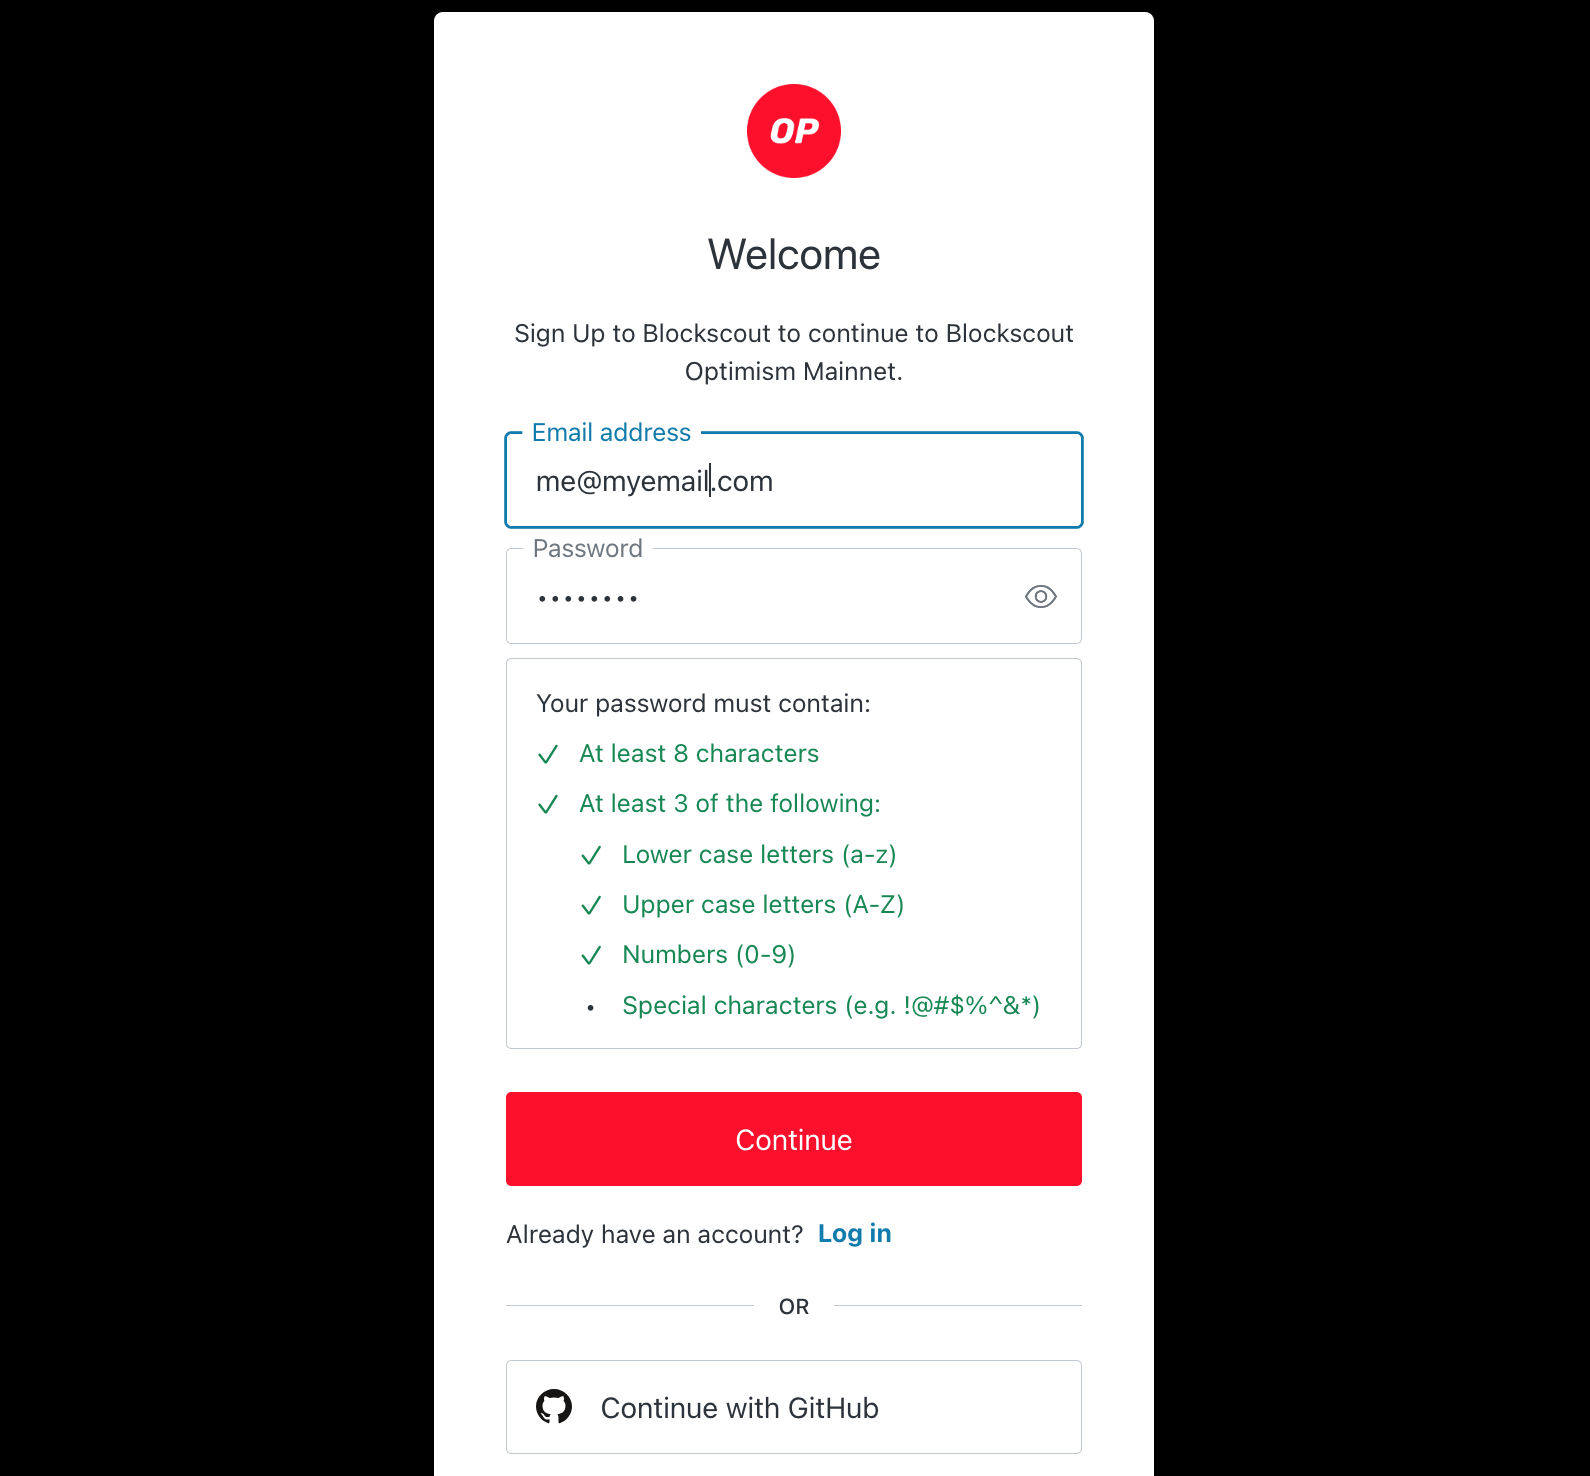 OP
Welcome
Sign Up to Blockscout to continue to Blockscout
Optimism Mainnet.
Email address
me@myemail.com
Password
••••••••
Your password must contain:
At least 8 characters
At least 3 of the following:
Lower case letters (a-z)
Upper case letters (A-Z)
Numbers (0-9)
• Special characters (e.g. !@#$%^&*)
Continue
Already have an account? Log in
OR
Continue with GitHub